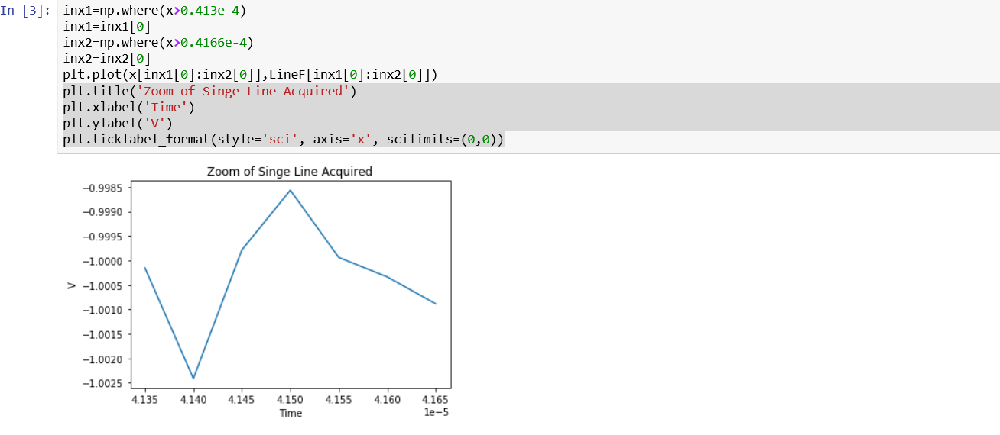 In [3]:
inx1=np.where(x>0.413e-4)
inx1=inx1[0]
inx2=np.where(x>0.4166e-4)
inx2=inx2[0]
plt.plot(x[inx1[0]:inx2[0]],LineF[inx1[0]:inx2[0]])
plt.title('Zoom of Singe Line Acquired')
plt.xlabel('Time')
plt.ylabel('V')
plt.ticklabel_format(style='sci', axis='x', scilimits=(0,0))
Zoom of Singe Line Acquired
−0.9985
−0.9990
−0.9995
−1.0000
−1.0005
−1.0010
−1.0015
−1.0020
−1.0025
V
4.135 4.140 4.145 4.150 4.155 4.160 4.165
1e−5
Time